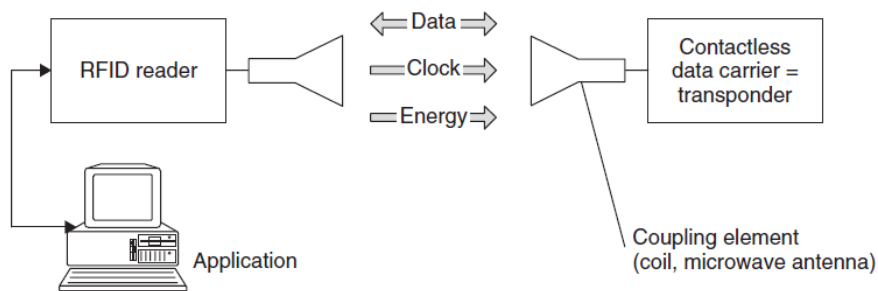 RFID reader
Data
Clock
Energy
Contactless
data carrier =
transponder
Application
Coupling element
(coil, microwave antenna)